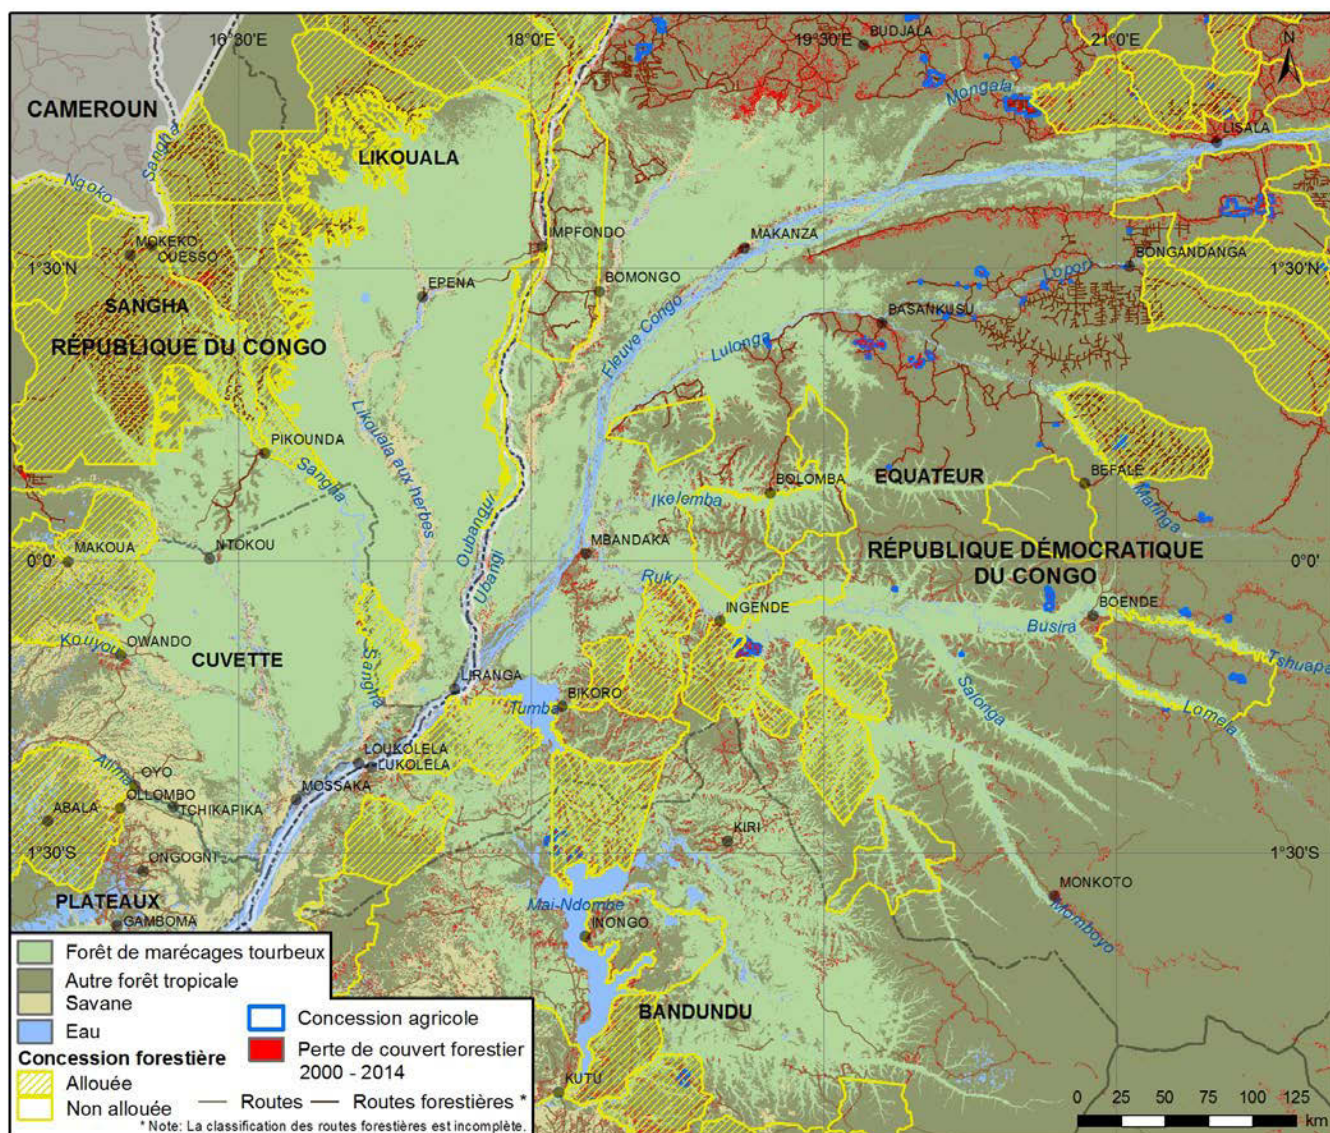 16°30'E
18°0'E
19°30'E
BUDJALA
21°0'E
N
CAMEROUN
Mongala
Sangha
LIKOUALA
LISALA
Ngoko
MOKEKO
OUESSO
IMPFONDO
MAKANZA
BONGANDANGA
1°30'N
EPENA
BOMONGO
Lopori
1°30'N
SANGHA
Fleuve Congo
BASANKUSU
RÉPUBLIQUE DU CONGO
Lulonga
Likouala aux herbes
PIKOUNDA
Sangha
BOLOMBA
EQUATEUR
BEFALE
Ikelemba
Maringa
Oubangui
Ubangi
MAKOUA
NTOKOU
MBANDAKA
RÉPUBLIQUE DÉMOCRATIQUE
DU CONGO
0°0'
0°0'
Ruki
INGENDE
BOENDE
Busira
OWANDO
Kouyou
CUVETTE
Sangha
Tshuapa
LIRANGA
BIKORO
Tumba
Salonga
Lomela
LOUKOLELA
LUKOLELA
OYO
Alima
OLLOMBO
TCHIKAPIKA
MOSSAKA
ABALA
KIRI
1°30'S
ONGOGNI
1°30'S
PLATEAUX
MONKOTO
Mai-Ndombe
Momboyo
GAMBOMA
INONGO
BANDUNDU
KUTU
Forêt de marécages tourbeux
Autre forêt tropicale
Savane
Eau
Concession agricole
Perte de couvert forestier
2000 - 2014
Concession forestière
Allouée
Non allouée
Routes
Routes forestières *
* Note: La classification des routes forestières est incomplète.
0 25 50 75 100 125
km